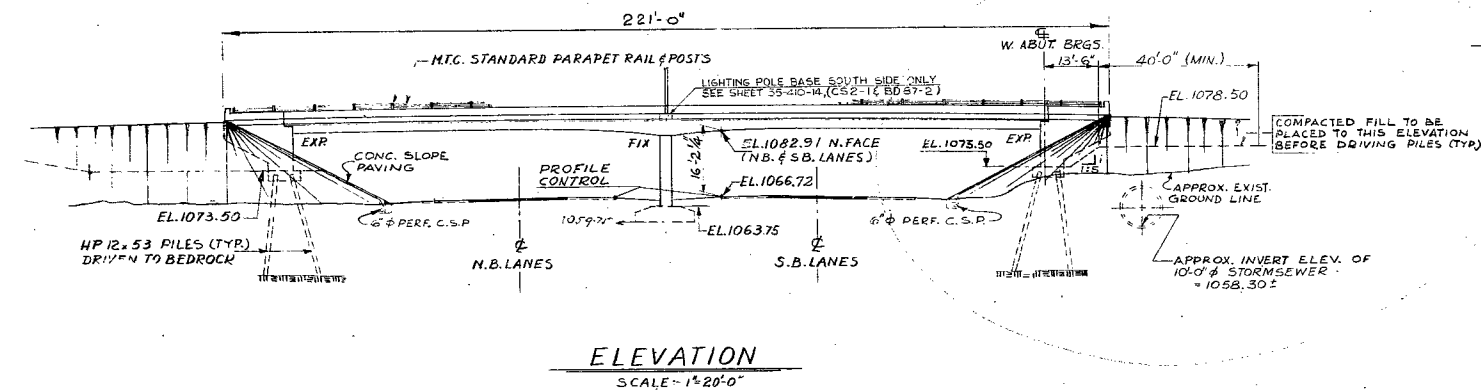 221'-0"
℄
W. ABUT. BRGS.
13'-6"
40'-0" (MIN.)
M.T.C. STANDARD PARAPET RAIL & POSTS
LIGHTING POLE BASE SOUTH SIDE ONLY
SEE SHEET 35-410-14, (CS2-1 & BD67-2)
EL. 1078.50
COMPACTED FILL TO BE
PLACED TO THIS ELEVATION
BEFORE DRIVING PILES (TYP.)
EXP.
FIX
EXP.
EL. 1082.91 N. FACE
(N.B. & S.B. LANES)
EL. 1073.50
16'-2¼"
CONC. SLOPE
PAVING
PROFILE
CONTROL
EL. 1066.72
1:5
APPROX. EXIST.
GROUND LINE
EL. 1073.50
6" φ PERF. C.S.P.
1059.75
EL. 1063.75
6" φ PERF. C.S.P.
HP 12 x 53 PILES (TYP.)
DRIVEN TO BEDROCK
℄
N.B. LANES
℄
S.B. LANES
APPROX. INVERT ELEV. OF
10'-0" φ STORMSEWER
= 1058.30 ±
ELEVATION
SCALE - 1" = 20'-0"